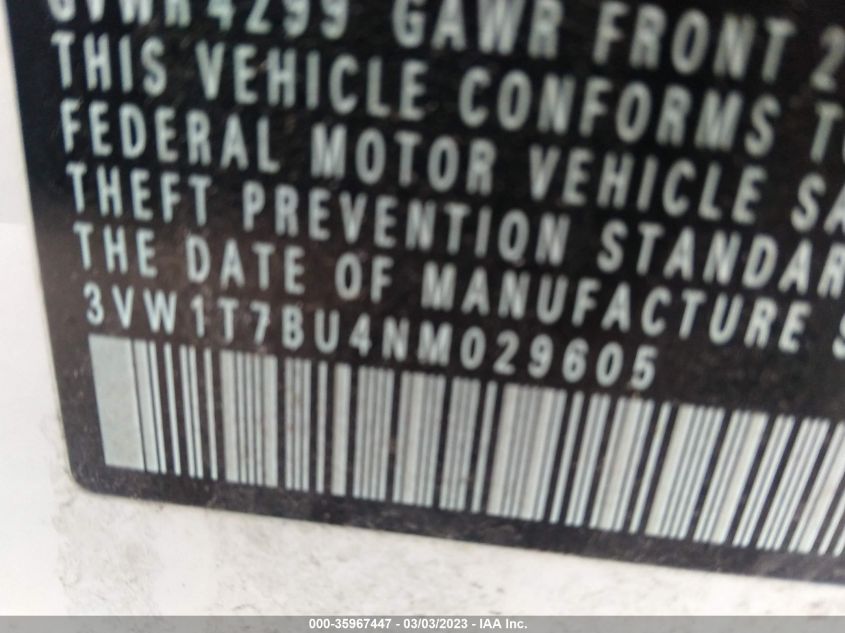 GVWR 4299 GAWR FRONT 2
THIS VEHICLE CONFORMS TO
FEDERAL MOTOR VEHICLE SA
THEFT PREVENTION STANDAR
THE DATE OF MANUFACTURE S
3VW1T7BU4NM029605
000-35967447 - 03/03/2023 - IAA Inc.